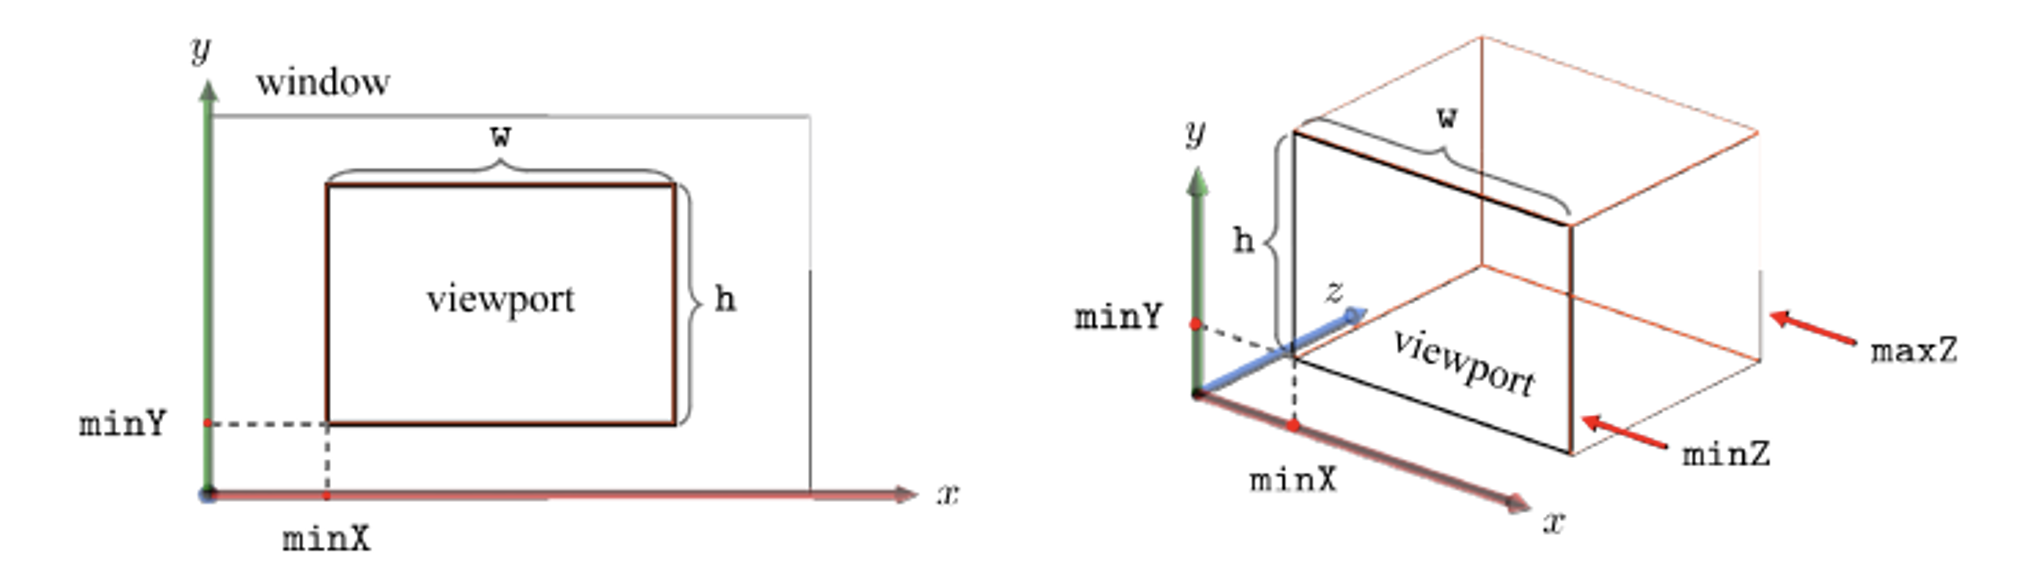 y
window
w
viewport
h
minY
x
minX
w
y
h
z
minY
viewport
maxZ
minZ
minX
x